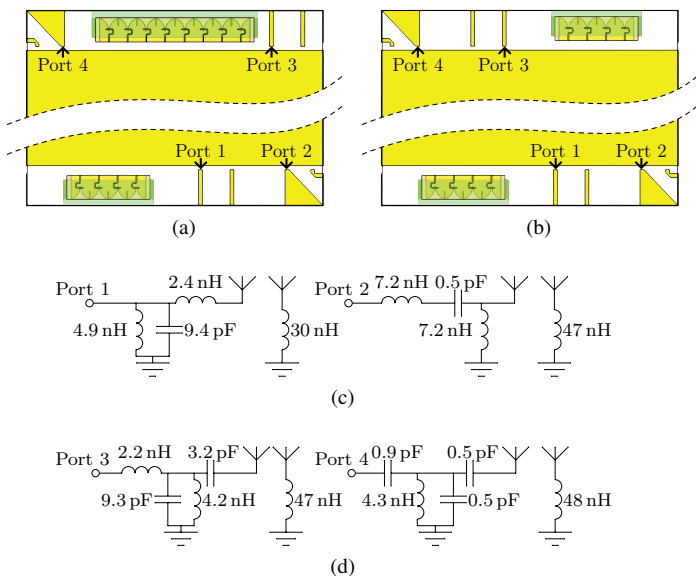 Port 4
Port 3
Port 1
Port 2
(a)
Port 4
Port 3
Port 1
Port 2
(b)
Port 1
2.4 nH
4.9 nH
9.4 pF
30 nH
Port 2
7.2 nH
0.5 pF
7.2 nH
47 nH
(c)
Port 3
2.2 nH
3.2 pF
9.3 pF
4.2 nH
47 nH
Port 4
0.9 pF
0.5 pF
4.3 nH
0.5 pF
48 nH
(d)